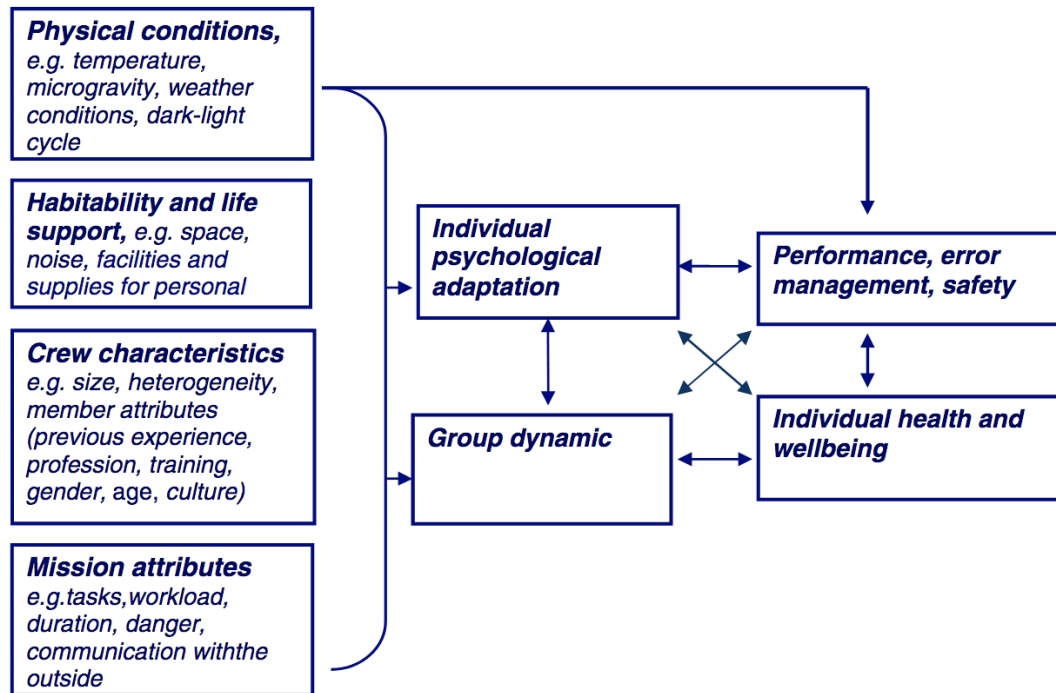 Physical conditions,
e.g. temperature,
microgravity, weather
conditions, dark-light
cycle
Habitability and life
support, e.g. space,
noise, facilities and
supplies for personal
Crew characteristics
e.g. size, heterogeneity,
member attributes
(previous experience,
profession, training,
gender, age, culture)
Mission attributes
e.g.tasks,workload,
duration, danger,
communication withthe
outside
Individual
psychological
adaptation
Group dynamic
Performance, error
management, safety
Individual health and
wellbeing